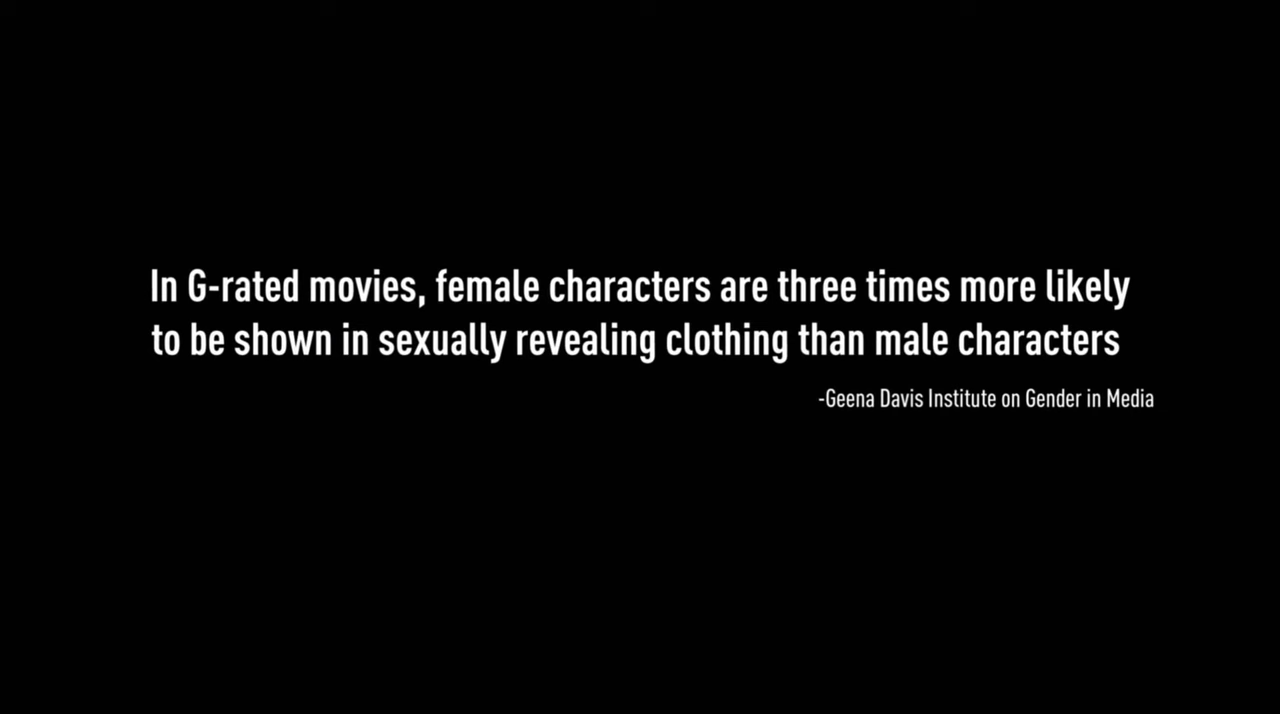 In G-rated movies, female characters are three times more likely
to be shown in sexually revealing clothing than male characters
-Geena Davis Institute on Gender in Media